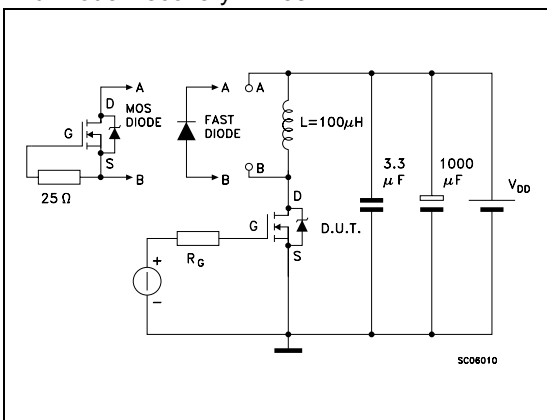 A
A
A
D
MOS
DIODE
G
FAST
DIODE
L=100μH
S
B
B
B
25 Ω
3.3
μF
1000
μF
VDD
D
G
D.U.T.
S
RG
+
−
SC06010